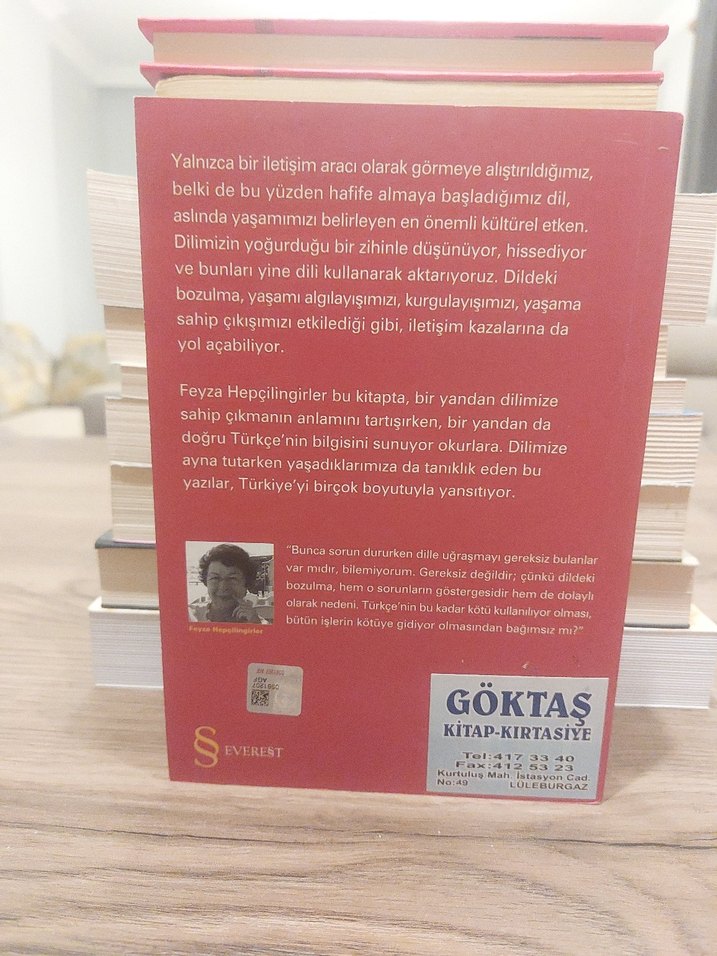 Yalnızca bir iletişim aracı olarak görmeye alıştırıldığımız,
belki de bu yüzden hafife almaya başladığımız dil,
aslında yaşamımızı belirleyen en önemli kültürel etken.
Dilimizin yoğurduğu bir zihinle düşünüyor, hissediyor
ve bunları yine dili kullanarak aktarıyoruz. Dildeki
bozulma, yaşamı algılayışımızı, kurgulayışımızı, yaşama
sahip çıkışımızı etkilediği gibi, iletişim kazalarına da
yol açabiliyor.
Feyza Hepçilingirler bu kitapta, bir yandan dilimize
sahip çıkmanın anlamını tartışırken, bir yandan da
doğru Türkçe'nin bilgisini sunuyor okurlara. Dilimize
ayna tutarken yaşadıklarımıza da tanıklık eden bu
yazılar, Türkiye'yi birçok boyutuyla yansıtıyor.
"Bunca sorun dururken dille uğraşmayı gereksiz bulanlar
var mıdır, bilemiyorum. Gereksiz değildir; çünkü dildeki
bozulma, hem o sorunların göstergesidir hem de dolaylı
olarak nedeni. Türkçe'nin bu kadar kötü kullanılıyor olması,
bütün işlerin kötüye gidiyor olmasından bağımsız mı?"
Feyza Hepçilingirler
EVEREST
GÖKTAŞ
KİTAP-KIRTASİYE
Tel:417 33 40
Fax:412 53 23
Kurtuluş Mah. İstasyon Cad.
No:49 LÜLEBURGAZ